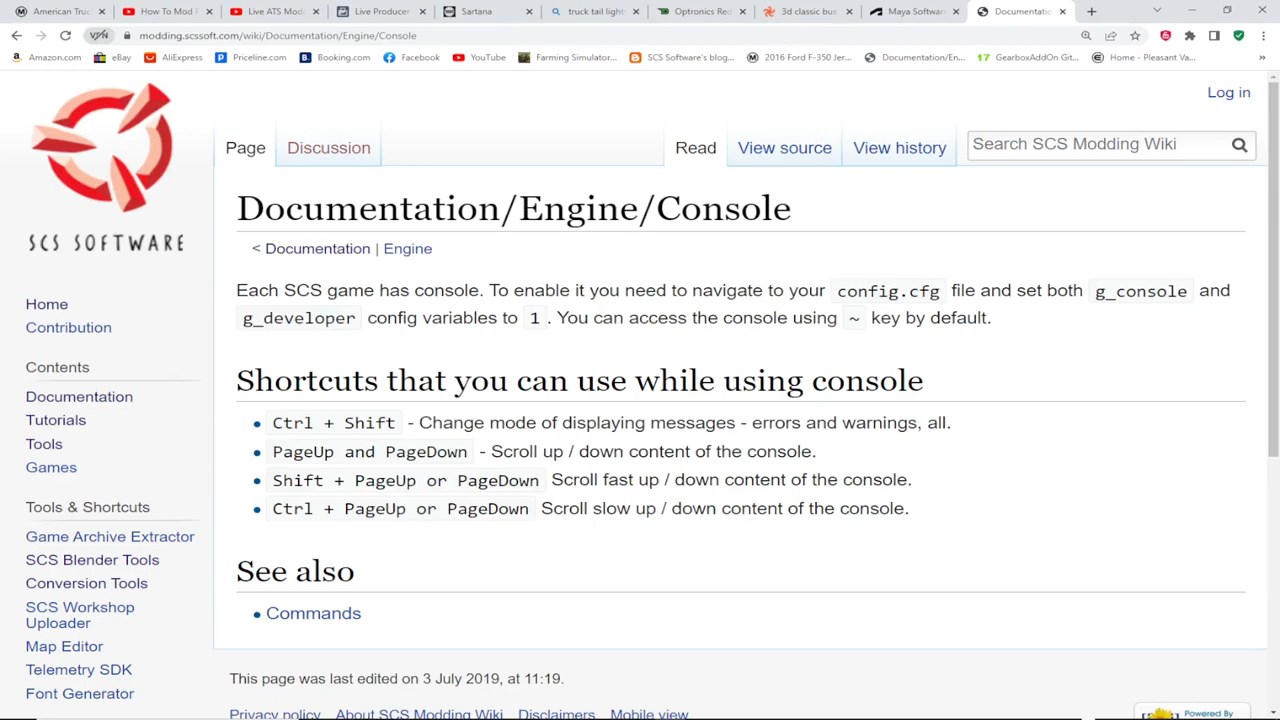 American Truc
How To Mod F
Live ATS Mod
Live Producer
Sartana
truck tail light
Optronics Red
3d classic bus
Maya Softwar
Documentatio
VPN
modding.scssoft.com/wiki/Documentation/Engine/Console
Amazon.com
eBay
AliExpress
Priceline.com
Booking.com
Facebook
YouTube
Farming Simulator...
SCS Software's blog...
2016 Ford F-350 Jer...
Documentation/En...
GearboxAddOn Git...
Home - Pleasant Va...
Log in
Page
Discussion
Read
View source
View history
Search SCS Modding Wiki
SCS SOFTWARE
Documentation/Engine/Console
< Documentation | Engine
Each SCS game has console. To enable it you need to navigate to your config.cfg file and set both g_console and
g_developer config variables to 1. You can access the console using ~ key by default.
Shortcuts that you can use while using console
Ctrl + Shift - Change mode of displaying messages - errors and warnings, all.
PageUp and PageDown - Scroll up / down content of the console.
Shift + PageUp or PageDown Scroll fast up / down content of the console.
Ctrl + PageUp or PageDown Scroll slow up / down content of the console.
See also
Commands
Home
Contribution
Contents
Documentation
Tutorials
Tools
Games
Tools & Shortcuts
Game Archive Extractor
SCS Blender Tools
Conversion Tools
SCS Workshop
Uploader
Map Editor
Telemetry SDK
Font Generator
This page was last edited on 3 July 2019, at 11:19.
Privacy policy
About SCS Modding Wiki
Disclaimers
Mobile view
Powered By